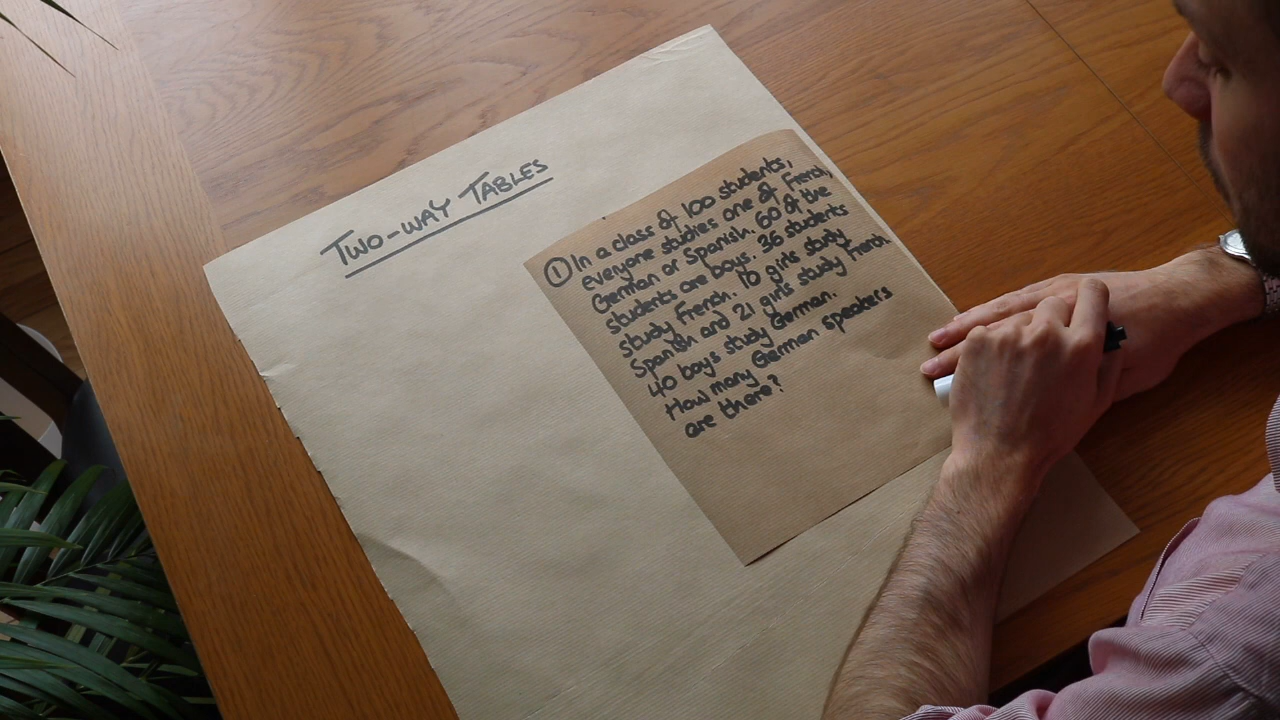 TWO-WAY TABLES
① In a class of 100 students,
everyone studies one of French,
German or Spanish. 60 of the
students are boys. 36 students
study French. 10 girls study
Spanish and 21 girls study French.
40 boys study German.
How many German speakers
are there?